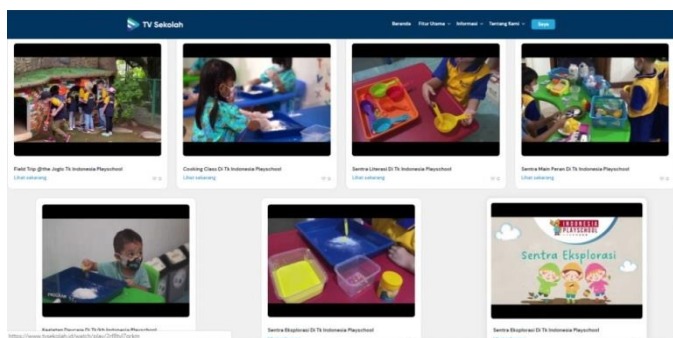 TV Sekolah
Beranda Fitur Utama Informasi Tentang Kami Saya
Field Trip @the Joglo Tk Indonesia Playschool
Lihat sekarang
Cooking Class Di Tk Indonesia Playschool
Lihat sekarang
Sentra Literasi Di Tk Indonesia Playschool
Lihat sekarang
Sentra Main Peran Di Tk Indonesia Playschool
Lihat sekarang
INDONESIA
PLAYSCHOOL
Sentra Eksplorasi
Sentra Eksplorasi Di Tk Indonesia Playschool
Sentra Eksplorasi Di Tk Indonesia Playschool